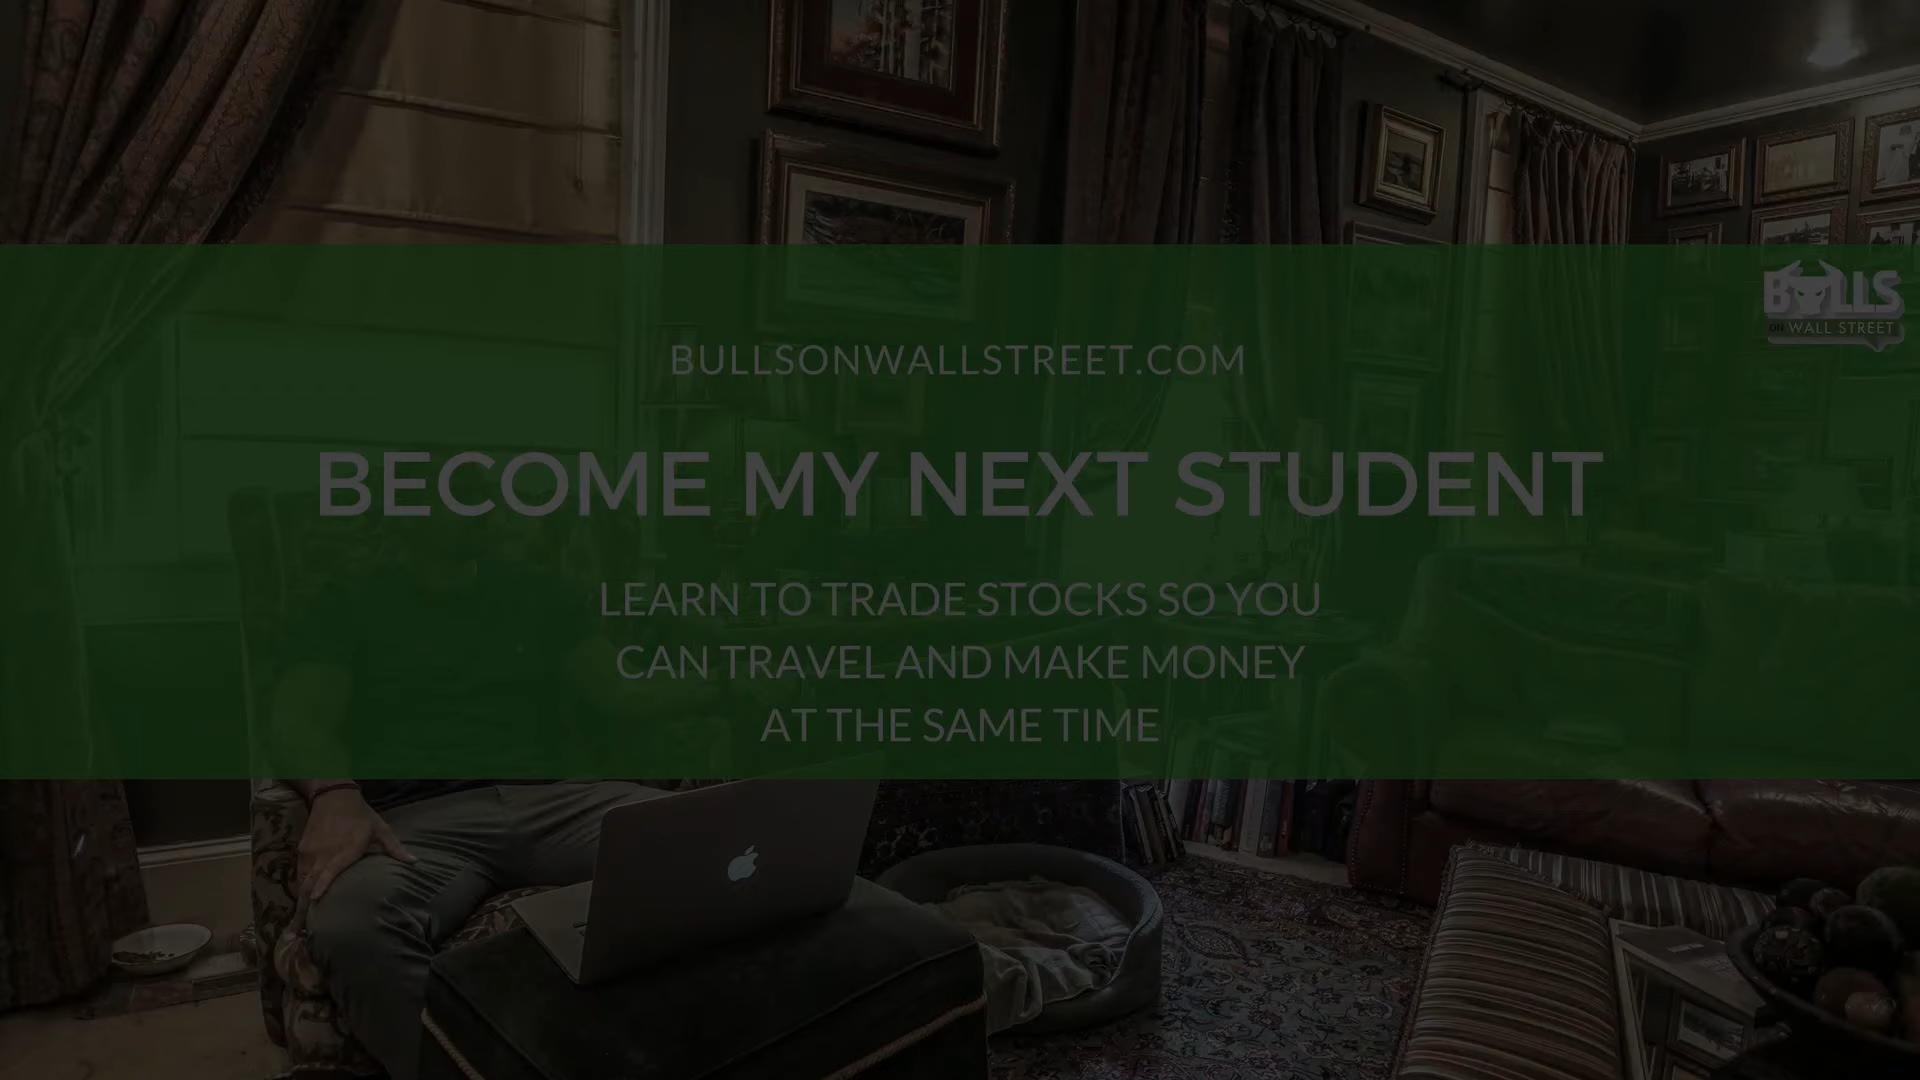 BULLS
ON WALL STREET
BULLSONWALLSTREET.COM
BECOME MY NEXT STUDENT
LEARN TO TRADE STOCKS SO YOU
CAN TRAVEL AND MAKE MONEY
AT THE SAME TIME